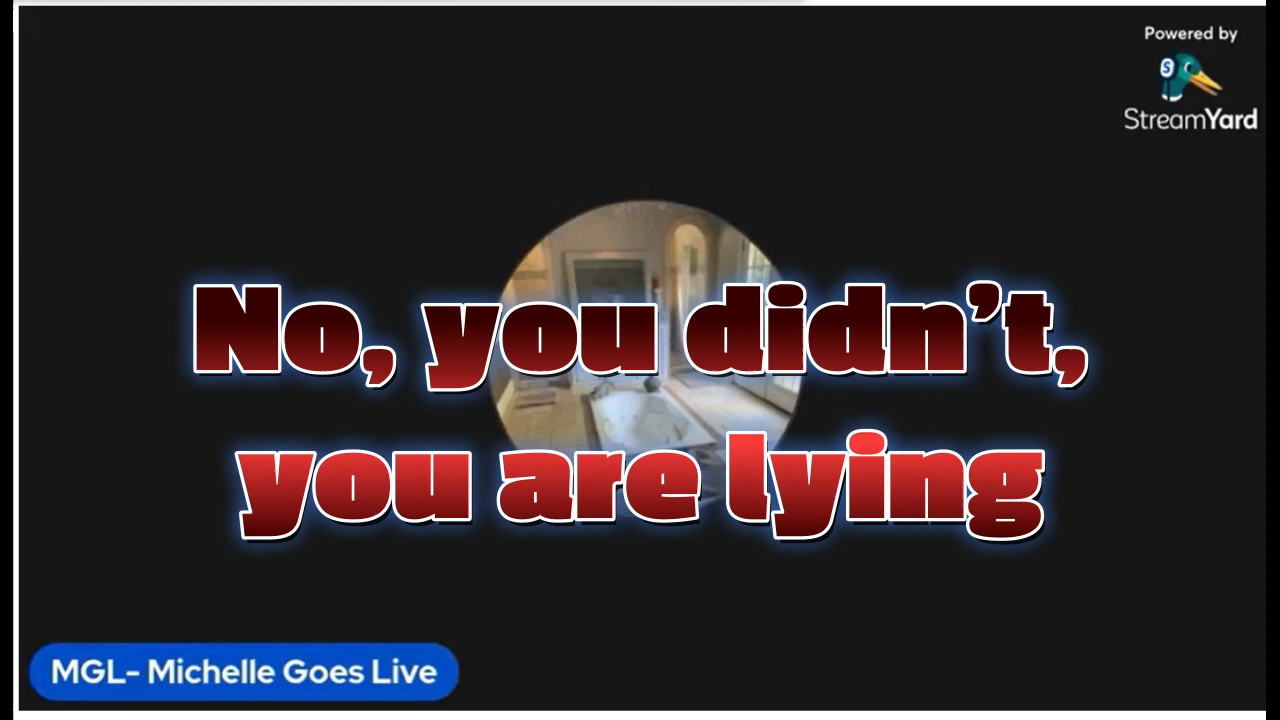 Powered by
S
StreamYard
No, you didn’t,
you are lying
MGL- Michelle Goes Live